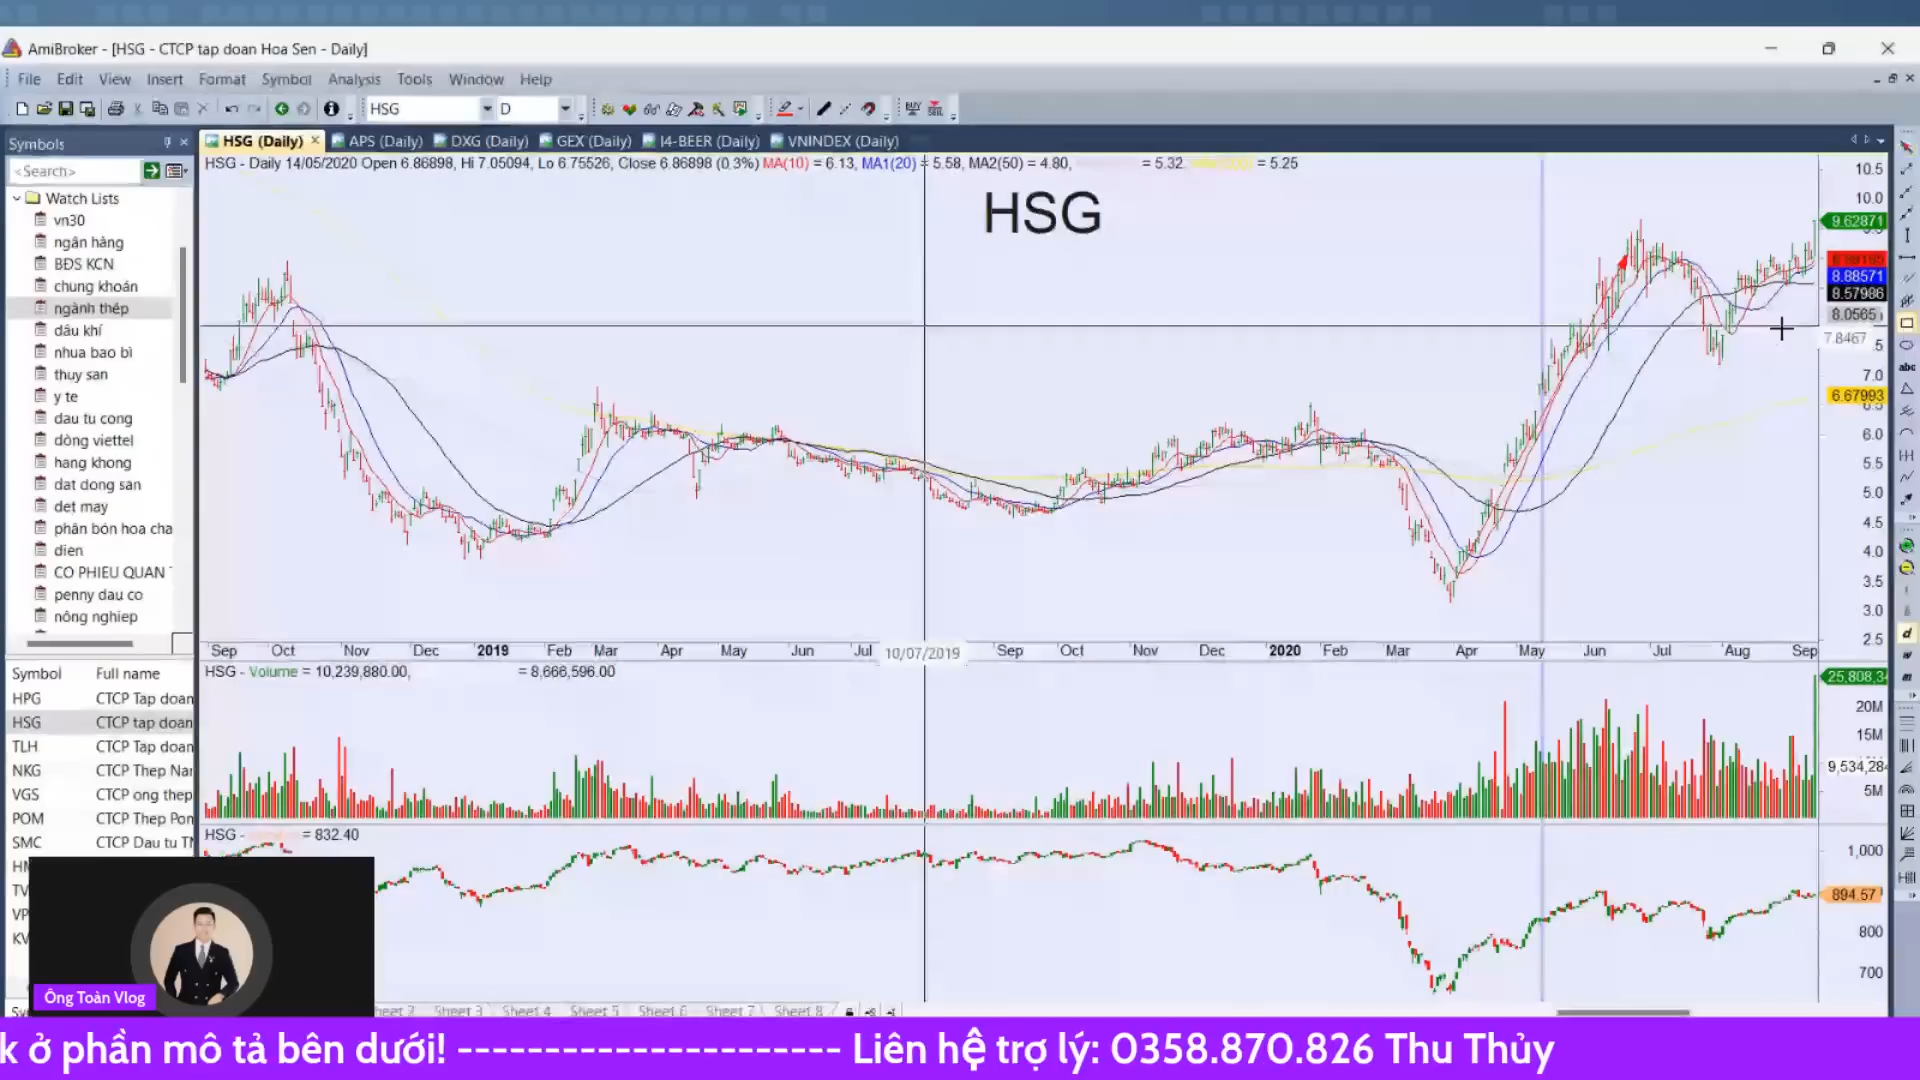 AmiBroker - [HSG - CTCP tap doan Hoa Sen - Daily]
File Edit View Insert Format Symbol Analysis Tools Window Help
HSG D
BUY SELL
Symbols
HSG (Daily) APS (Daily) DXG (Daily) GEX (Daily) I4-BEER (Daily) VNINDEX (Daily)
HSG - Daily 14/05/2020 Open 6.86898, Hi 7.05094, Lo 6.75526, Close 6.86898 (0.3%) MA(10) = 6.13, MA1(20) = 5.58, MA2(50) = 4.80, = 5.32, = 5.25
<Search>
Watch Lists
vn30
ngân hàng
BĐS KCN
chung khoán
ngành thép
dầu khí
nhua bao bì
thuy san
y te
dau tu cong
dòng viettel
hang khong
dat dong san
det may
phân bón hoa cha
dien
CO PHIEU QUAN
penny dau co
nông nghiep
HSG
10.5
10.0
9.62871
8.88571
8.57986
8.0565
7.8467
7.0
6.67993
6.0
5.5
5.0
4.5
4.0
3.5
3.0
2.5
Sep Oct Nov Dec 2019 Feb Mar Apr May Jun Jul 10/07/2019 Sep Oct Nov Dec 2020 Feb Mar Apr May Jun Jul Aug Sep
HSG - Volume = 10,239,880.00, = 8,666,596.00
25,808,34
20M
15M
9,534,284
5M
Symbol Full name
HPG CTCP Tap doan
HSG CTCP tap doan
TLH CTCP Tap doan
NKG CTCP Thep Nar
VGS CTCP ong thep
POM CTCP Thep Pon
SMC CTCP Dau tu TI
TV
VP
KV
HSG - = 832.40
1,000
894.57
800
700
Ông Toàn Vlog
Sheet 3 Sheet 4 Sheet 5 Sheet 6 Sheet 7 Sheet 8
k ở phần mô tả bên dưới! ---------------------- Liên hệ trợ lý: 0358.870.826 Thu Thủy